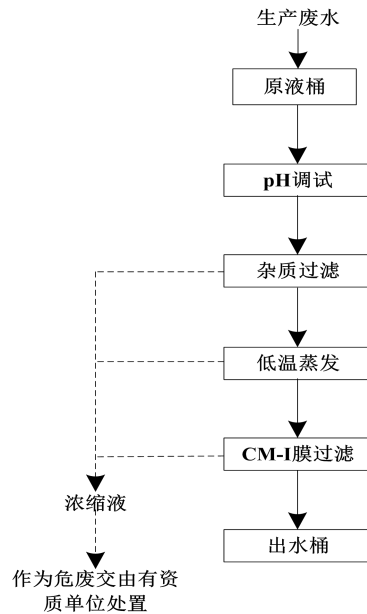 生产废水
原液桶
pH调试
杂质过滤
低温蒸发
CM-I膜过滤
浓缩液
出水桶
作为危废交由有资
质单位处置